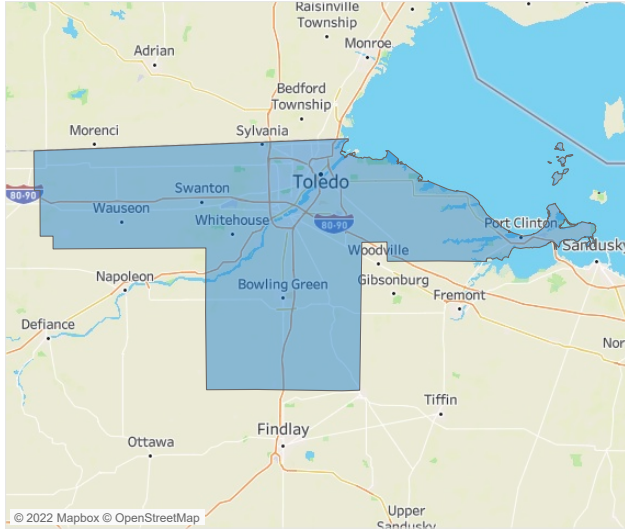 Raisinville
Township
Adrian
Monroe
Bedford
Township
Morenci
Sylvania
Toledo
80-90
Swanton
Wauseon
Whitehouse
80-90
Port Clinton
Woodville
Sandusky
Napoleon
Gibsonburg
Bowling Green
Fremont
Defiance
Nor
Tiffin
Findlay
Ottawa
Upper
Sandusky
© 2022 Mapbox © OpenStreetMap